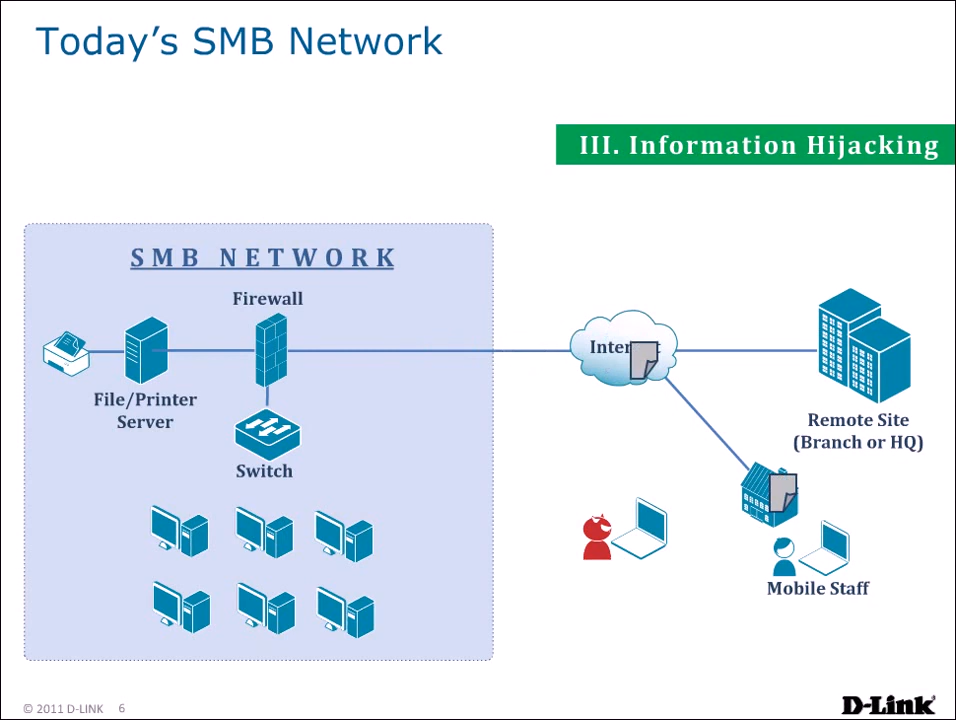 Today's SMB Network
III. Information Hijacking
SMB NETWORK
Firewall
File/Printer
Server
Switch
Remote Site
(Branch or HQ)
Mobile Staff
© 2011 D-LINK 6
D-Link